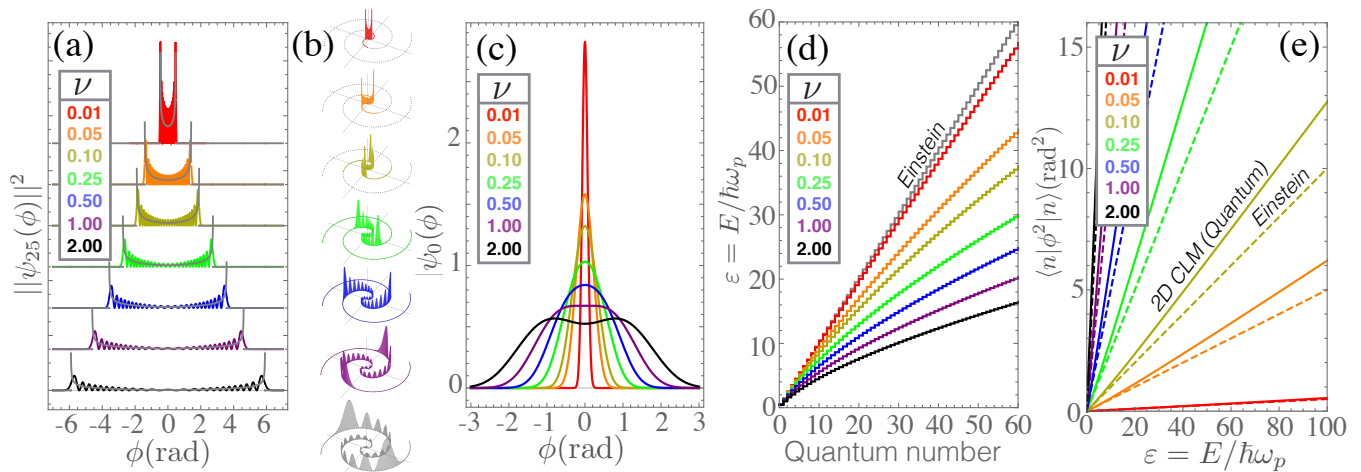 (a)
ν
0.01
0.05
0.10
0.25
0.50
1.00
2.00
||ψ₂₅(ϕ)||²
-6 -4 -2 0 2 4 6
ϕ(rad)
(b)
(c)
ν
0.01
0.05
0.10
0.25
0.50
1.00
2.00
|ψ₀(ϕ)
2
1
0
-3 -2 -1 0 1 2 3
ϕ(rad)
(d)
ν
0.01
0.05
0.10
0.25
0.50
1.00
2.00
Einstein
ε = E/ℏωₚ
60
50
40
30
20
10
0
0 10 20 30 40 50 60
Quantum number
(e)
ν
0.01
0.05
0.10
0.25
0.50
1.00
2.00
2D CLM (Quantum)
Einstein
⟨n|ϕ²|n⟩(rad²)
15
10
5
0
0 20 40 60 80 100
ε = E/ℏωₚ